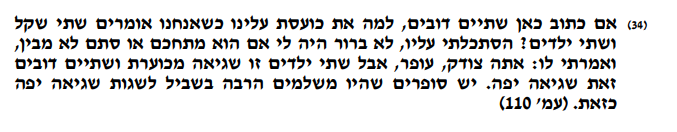 (34) אם כתוב כאן שתיים דובים, למה את כועסת עלינו כשאנחנו אומרים שתי שקל
ושתי ילדים? הסתכלתי עליו, לא ברור היה לי אם הוא מתחכם או סתם לא מבין,
ואמרתי לו: אתה צודק, עופר, אבל שתי ילדים זו שגיאה מכוערת ושתיים דובים
זאת שגיאה יפה. יש סופרים שהיו משלמים הרבה בשביל לשגות שגיאה יפה
כזאת. (עמ' 110)